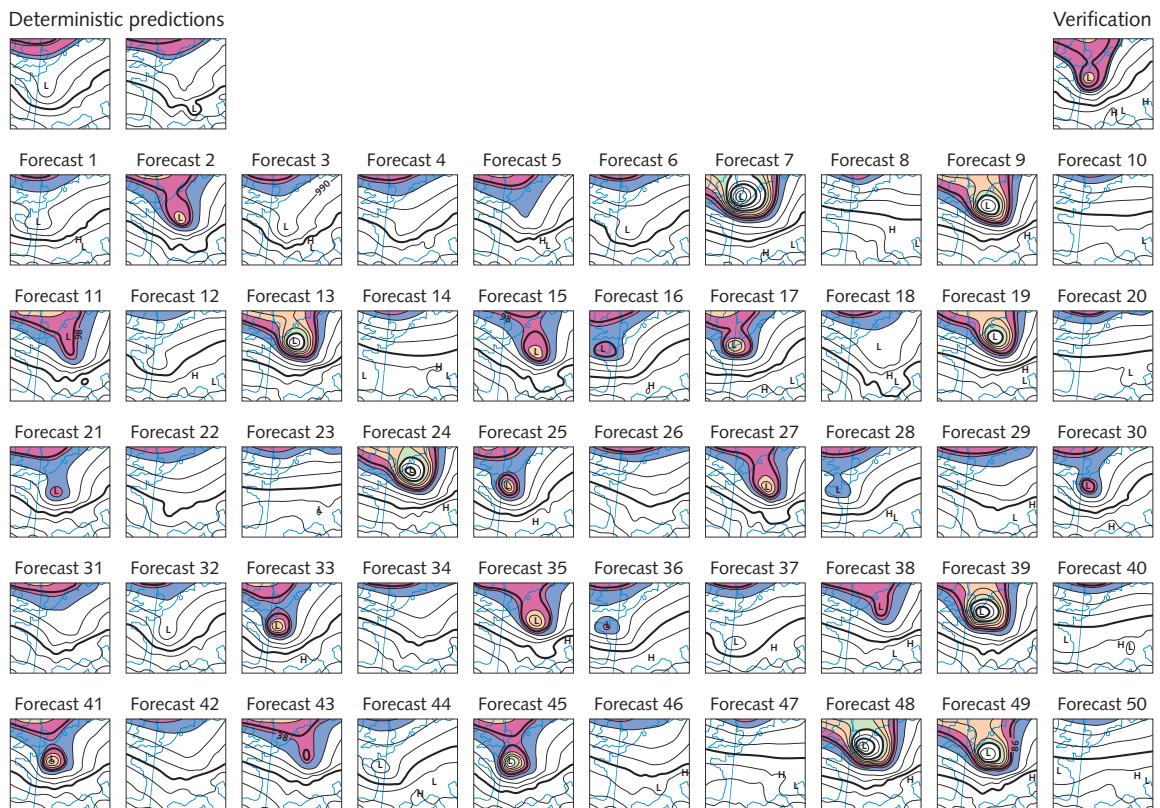 Deterministic predictions Verification
L L L H H L
Forecast 1 Forecast 2 Forecast 3 Forecast 4 Forecast 5 Forecast 6 Forecast 7 Forecast 8 Forecast 9 Forecast 10
L H L L 990 L H L H L L L H H L L H L
Forecast 11 Forecast 12 Forecast 13 Forecast 14 Forecast 15 Forecast 16 Forecast 17 Forecast 18 Forecast 19 Forecast 20
L 98 L H L L H L L H L 98 L L H L H L L H L L H L L
Forecast 21 Forecast 22 Forecast 23 Forecast 24 Forecast 25 Forecast 26 Forecast 27 Forecast 28 Forecast 29 Forecast 30
L L L H L H L L H L H L L H L H
Forecast 31 Forecast 32 Forecast 33 Forecast 34 Forecast 35 Forecast 36 Forecast 37 Forecast 38 Forecast 39 Forecast 40
L L H H L H L H L H L L L H L H L
Forecast 41 Forecast 42 Forecast 43 Forecast 44 Forecast 45 Forecast 46 Forecast 47 Forecast 48 Forecast 49 Forecast 50
L 38 L L H L H L H L L H L 86 H L H L